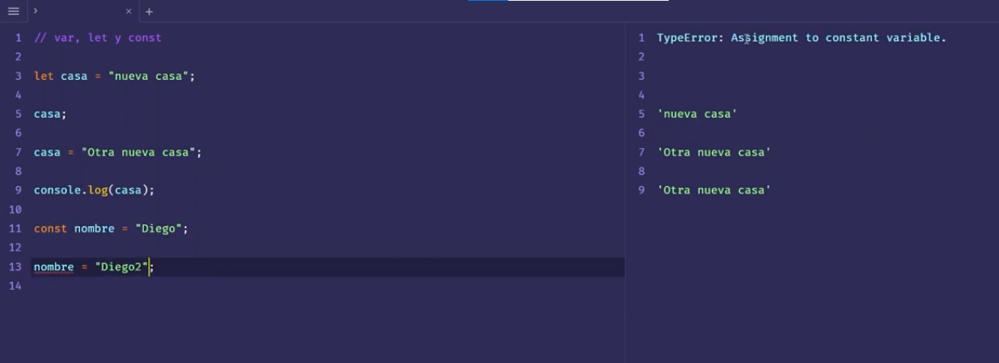 1 // var, let y const
2
3 let casa = "nueva casa";
4
5 casa;
6
7 casa = "Otra nueva casa";
8
9 console.log(casa);
10
11 const nombre = "Diego";
12
13 nombre = "Diego2";
14
1 TypeError: Assignment to constant variable.
2
3
4
5 'nueva casa'
6
7 'Otra nueva casa'
8
9 'Otra nueva casa'